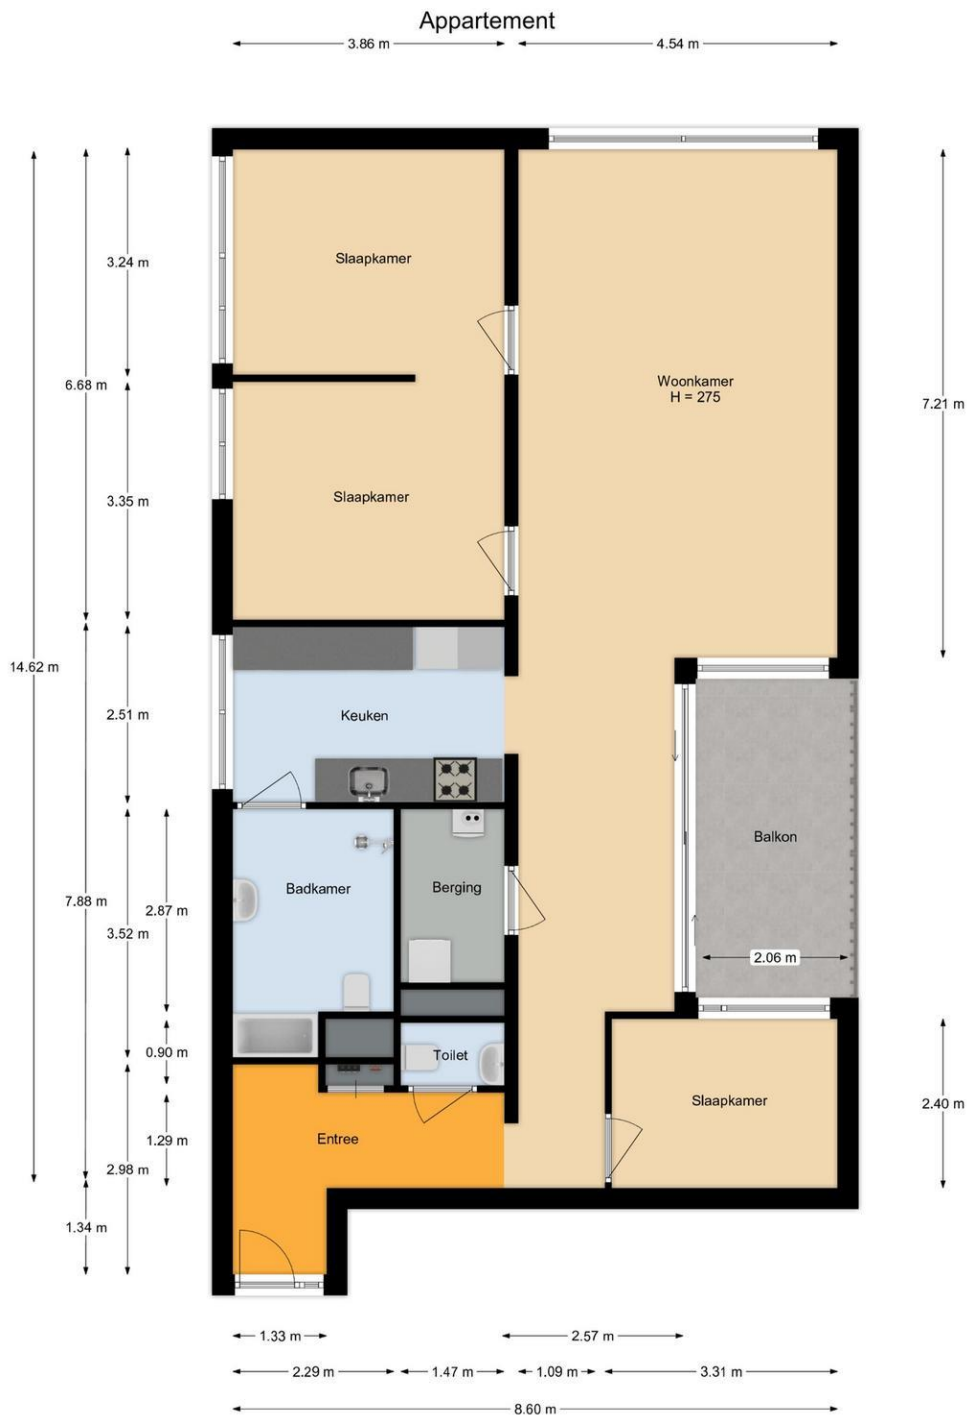 Appartement
3.86 m
4.54 m
3.24 m
Slaapkamer
6.68 m
Woonkamer
H = 275
7.21 m
3.35 m
Slaapkamer
14.62 m
2.51 m
Keuken
Balkon
Badkamer
Berging
7.88 m
2.87 m
3.52 m
2.06 m
0.90 m
Toilet
Slaapkamer
2.40 m
1.29 m
Entree
2.98 m
1.34 m
1.33 m
2.57 m
2.29 m
1.47 m
1.09 m
3.31 m
8.60 m